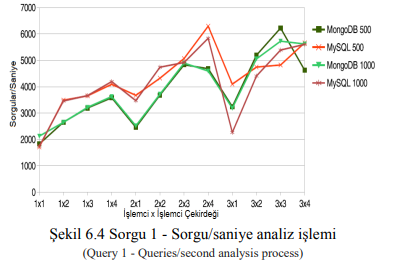 7000
6000
5000
4000
3000
2000
1000
0
Sorgular/Saniye
1x1 1x2 1x3 1x4 2x1 2x2 2x3 2x4 3x1 3x2 3x3 3x4
İşlemci x İşlemci Çekirdeği
MongoDB 500
MySQL 500
MongoDB 1000
MySQL 1000
Şekil 6.4 Sorgu 1 - Sorgu/saniye analiz işlemi
(Query 1 - Queries/second analysis process)